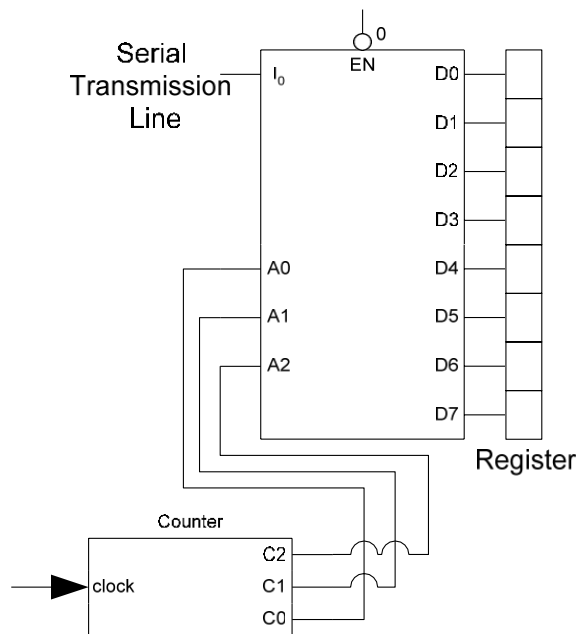 0
EN
Serial
Transmission
Line
I0
D0
D1
D2
D3
A0
D4
A1
D5
A2
D6
D7
Register
Counter
C2
clock
C1
C0